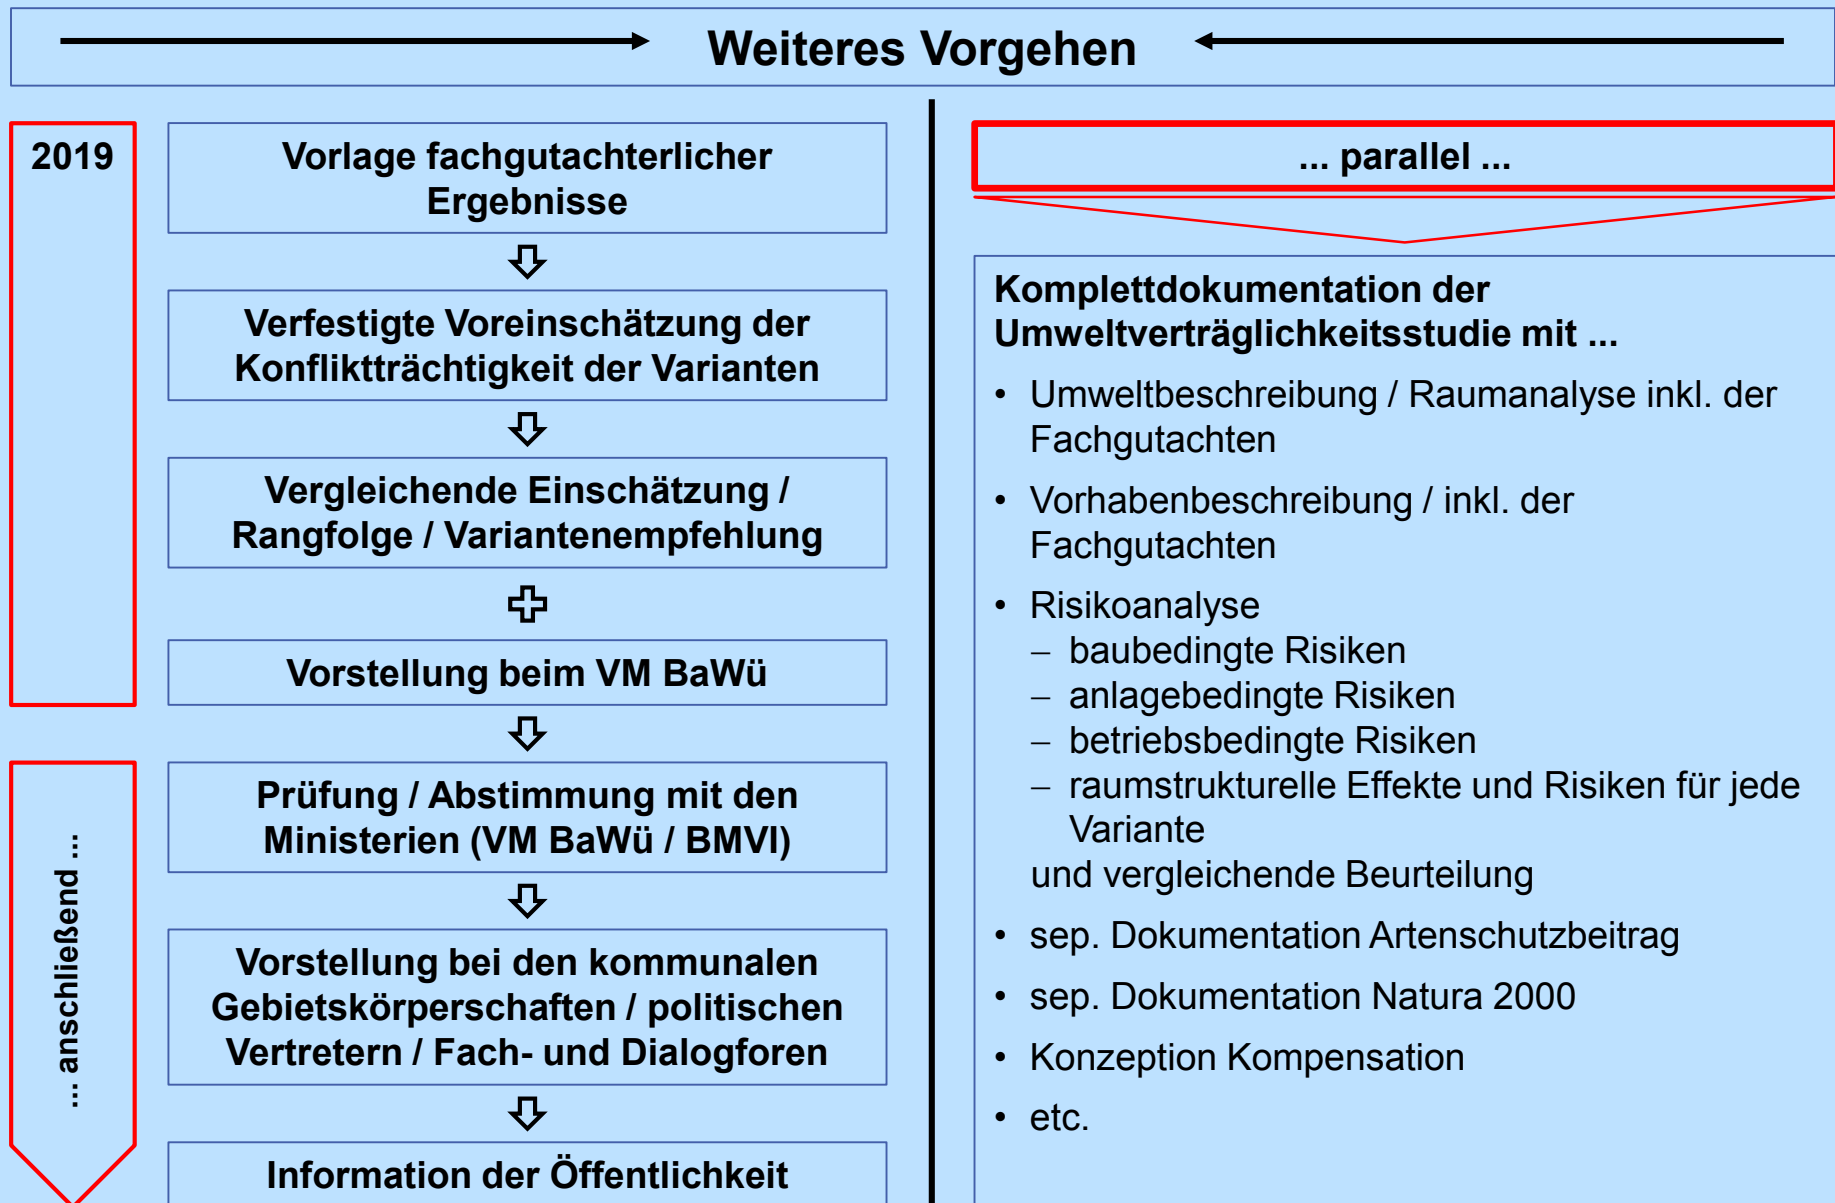 Weiteres Vorgehen
2019
Vorlage fachgutachterlicher
Ergebnisse
Verfestigte Voreinschätzung der
Konfliktträchtigkeit der Varianten
Vergleichende Einschätzung /
Rangfolge / Variantenempfehlung
Vorstellung beim VM BaWü
... anschließend ...
Prüfung / Abstimmung mit den
Ministerien (VM BaWü / BMVI)
Vorstellung bei den kommunalen
Gebietskörperschaften / politischen
Vertretern / Fach- und Dialogforen
Information der Öffentlichkeit
... parallel ...
Komplettdokumentation der
Umweltverträglichkeitsstudie mit ...
• Umweltbeschreibung / Raumanalyse inkl. der
Fachgutachten
• Vorhabenbeschreibung / inkl. der
Fachgutachten
• Risikoanalyse
– baubedingte Risiken
– anlagebedingte Risiken
– betriebsbedingte Risiken
– raumstrukturelle Effekte und Risiken für jede
Variante
und vergleichende Beurteilung
• sep. Dokumentation Artenschutzbeitrag
• sep. Dokumentation Natura 2000
• Konzeption Kompensation
• etc.